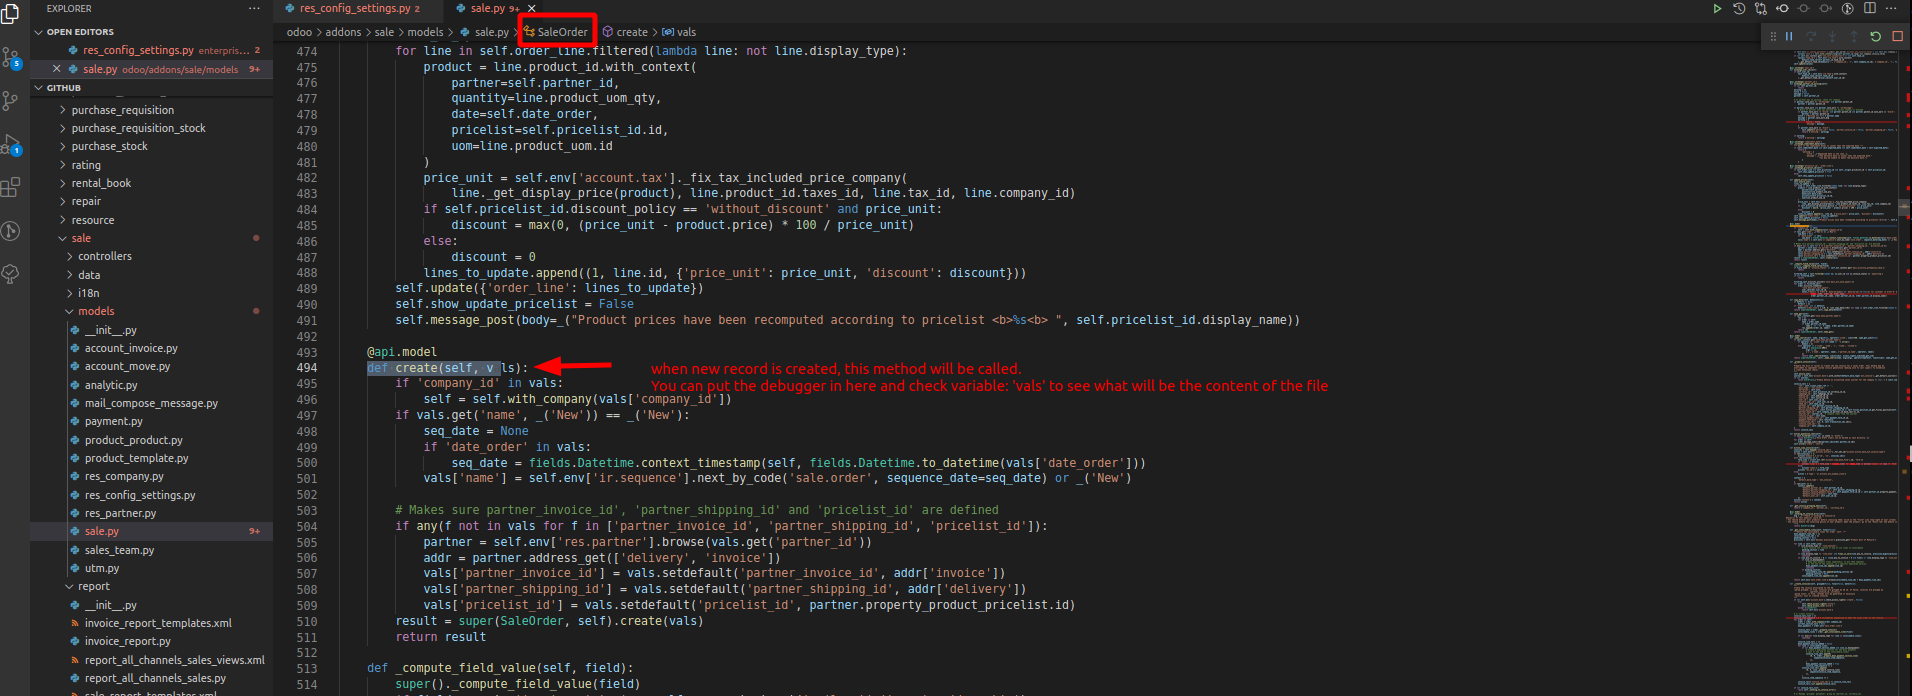 EXPLORER ···
OPEN EDITORS
res_config_settings.py enterpris... 2
sale.py odoo/addons/sale/models 9+
GITHUB
purchase_requisition
purchase_requisition_stock
purchase_stock
rating
rental_book
repair
resource
sale
controllers
data
i18n
models
__init__.py
account_invoice.py
account_move.py
analytic.py
mail_compose_message.py
payment.py
product_product.py
product_template.py
res_company.py
res_config_settings.py
res_partner.py
sale.py 9+
sales_team.py
utm.py
report
__init__.py
invoice_report_templates.xml
invoice_report.py
report_all_channels_sales_views.xml
report_all_channels_sales.py
sale_report_templates.xml
5
1
res_config_settings.py 2 sale.py 9+
odoo > addons > sale > models > sale.py > SaleOrder > create > vals
474 for line in self.order_line.filtered(lambda line: not line.display_type):
475 product = line.product_id.with_context(
476 partner=self.partner_id,
477 quantity=line.product_uom_qty,
478 date=self.date_order,
479 pricelist=self.pricelist_id.id,
480 uom=line.product_uom.id
481 )
482 price_unit = self.env['account.tax']._fix_tax_included_price_company(
483 line._get_display_price(product), line.product_id.taxes_id, line.tax_id, line.company_id)
484 if self.pricelist_id.discount_policy == 'without_discount' and price_unit:
485 discount = max(0, (price_unit - product.price) * 100 / price_unit)
486 else:
487 discount = 0
488 lines_to_update.append((1, line.id, {'price_unit': price_unit, 'discount': discount}))
489 self.update({'order_line': lines_to_update})
490 self.show_update_pricelist = False
491 self.message_post(body=_("Product prices have been recomputed according to pricelist <b>%s<b> ", self.pricelist_id.display_name))
492
493 @api.model
494 def create(self, v ls):
when new record is created, this method will be called.
You can put the debugger in here and check variable: 'vals' to see what will be the content of the file
495 if 'company_id' in vals:
496 self = self.with_company(vals['company_id'])
497 if vals.get('name', _('New')) == _('New'):
498 seq_date = None
499 if 'date_order' in vals:
500 seq_date = fields.Datetime.context_timestamp(self, fields.Datetime.to_datetime(vals['date_order']))
501 vals['name'] = self.env['ir.sequence'].next_by_code('sale.order', sequence_date=seq_date) or _('New')
502
503 # Makes sure partner_invoice_id', 'partner_shipping_id' and 'pricelist_id' are defined
504 if any(f not in vals for f in ['partner_invoice_id', 'partner_shipping_id', 'pricelist_id']):
505 partner = self.env['res.partner'].browse(vals.get('partner_id'))
506 addr = partner.address_get(['delivery', 'invoice'])
507 vals['partner_invoice_id'] = vals.setdefault('partner_invoice_id', addr['invoice'])
508 vals['partner_shipping_id'] = vals.setdefault('partner_shipping_id', addr['delivery'])
509 vals['pricelist_id'] = vals.setdefault('pricelist_id', partner.property_product_pricelist.id)
510 result = super(SaleOrder, self).create(vals)
511 return result
512
513 def _compute_field_value(self, field):
514 super()._compute_field_value(field)